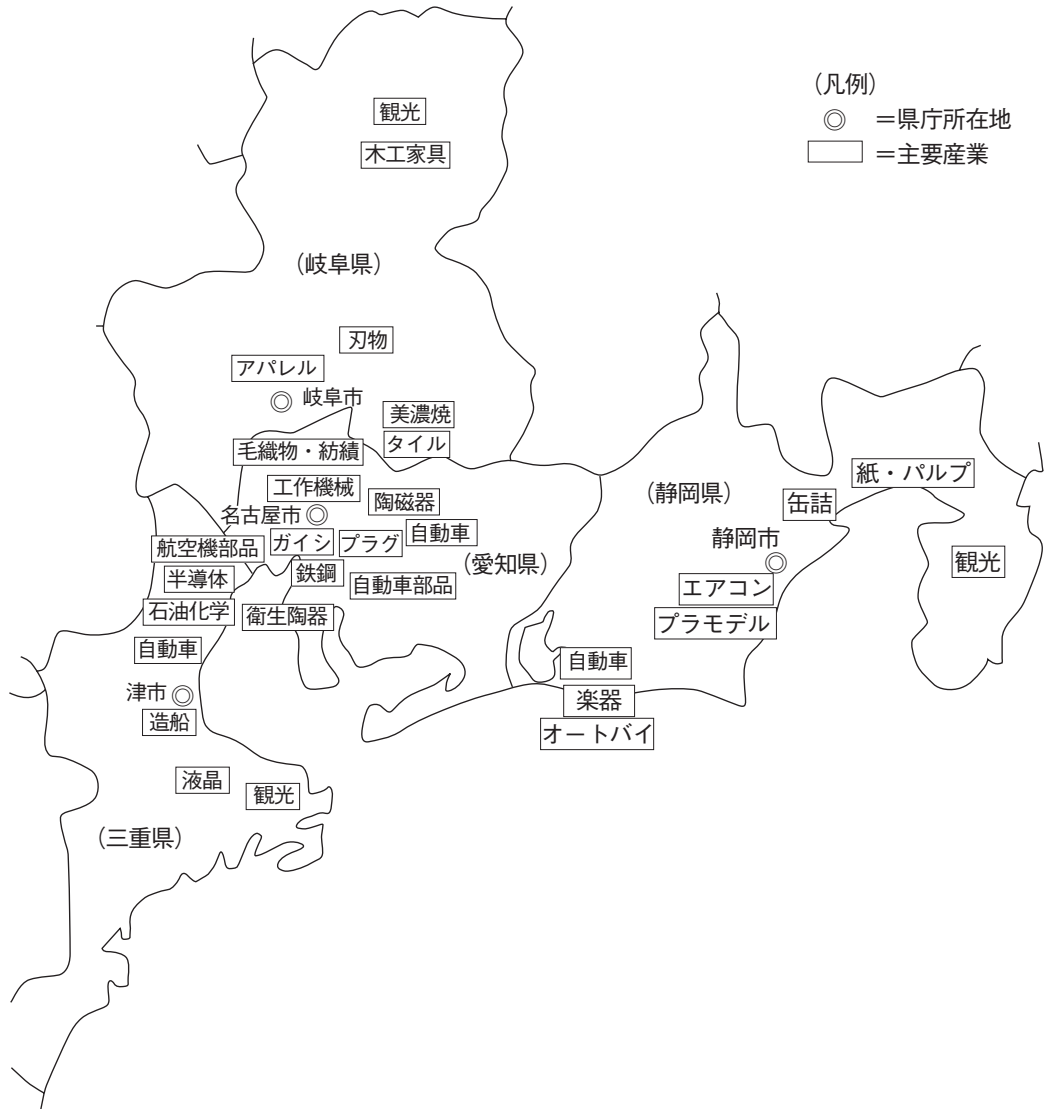 (凡例)
◎ =県庁所在地
=主要産業
観光
木工家具
(岐阜県)
刃物
アパレル
岐阜市
美濃焼
タイル
毛織物・紡績
工作機械
陶磁器
名古屋市
ガイシ
プラグ
自動車
航空機部品
(愛知県)
鉄鋼
半導体
自動車部品
石油化学
衛生陶器
自動車
津市
造船
液晶
観光
(三重県)
紙・パルプ
(静岡県)
缶詰
静岡市
観光
エアコン
プラモデル
自動車
楽器
オートバイ